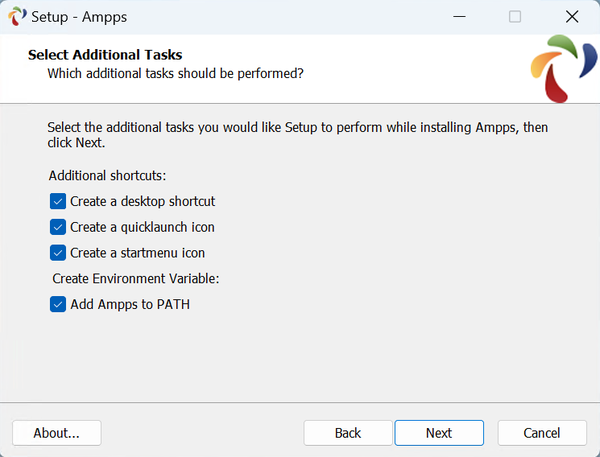 Setup - Ampps
Select Additional Tasks
Which additional tasks should be performed?
Select the additional tasks you would like Setup to perform while installing Ampps, then
click Next.
Additional shortcuts:
Create a desktop shortcut
Create a quicklaunch icon
Create a startmenu icon
Create Environment Variable:
Add Ampps to PATH
About...
Back
Next
Cancel